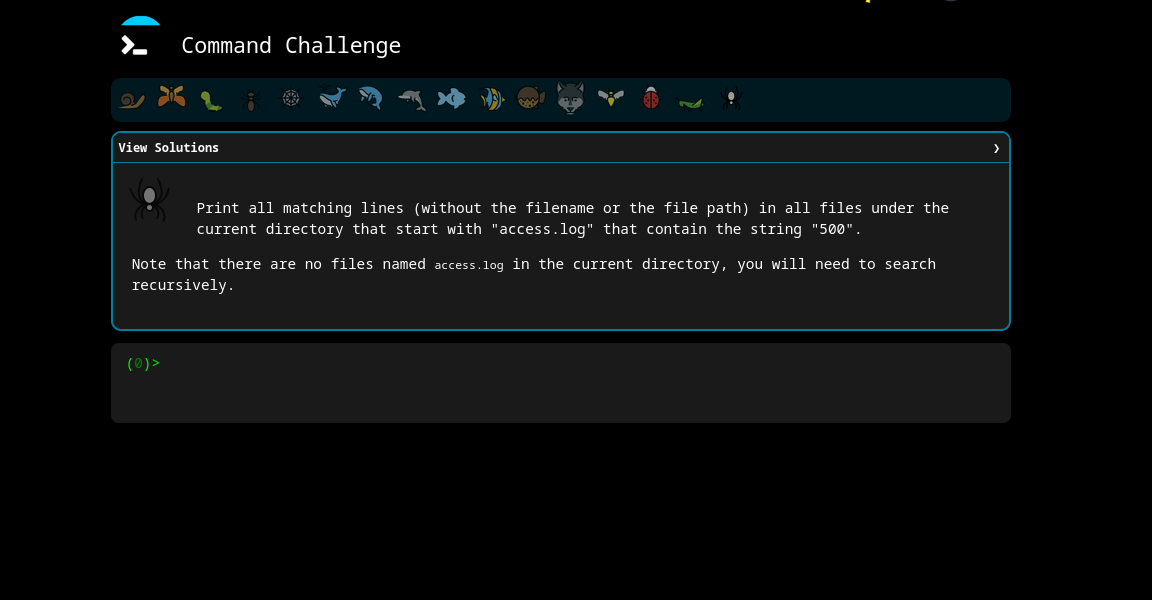 Command Challenge
View Solutions ❯
Print all matching lines (without the filename or the file path) in all files under the
current directory that start with "access.log" that contain the string "500".
Note that there are no files named access.log in the current directory, you will need to search
recursively.
(0)>